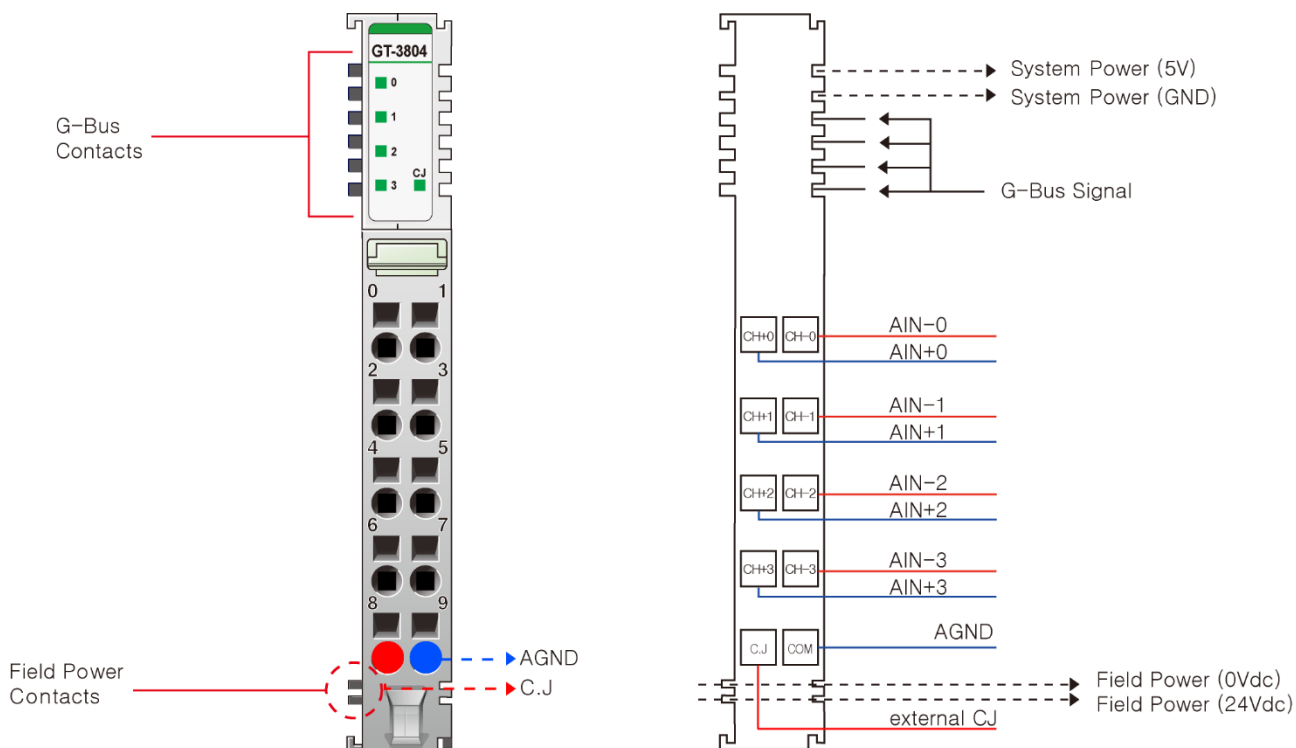 GT-3804
0
1
2
CJ
3
G-Bus
Contacts
0 1
2 3
4 5
6 7
8 9
AGND
C.J
Field Power
Contacts
System Power (5V)
System Power (GND)
G-Bus Signal
CH+0 CH-0
AIN-0
AIN+0
CH+1 CH-1
AIN-1
AIN+1
CH+2 CH-2
AIN-2
AIN+2
CH+3 CH-3
AIN-3
AIN+3
C.J COM
AGND
Field Power (0Vdc)
Field Power (24Vdc)
external CJ